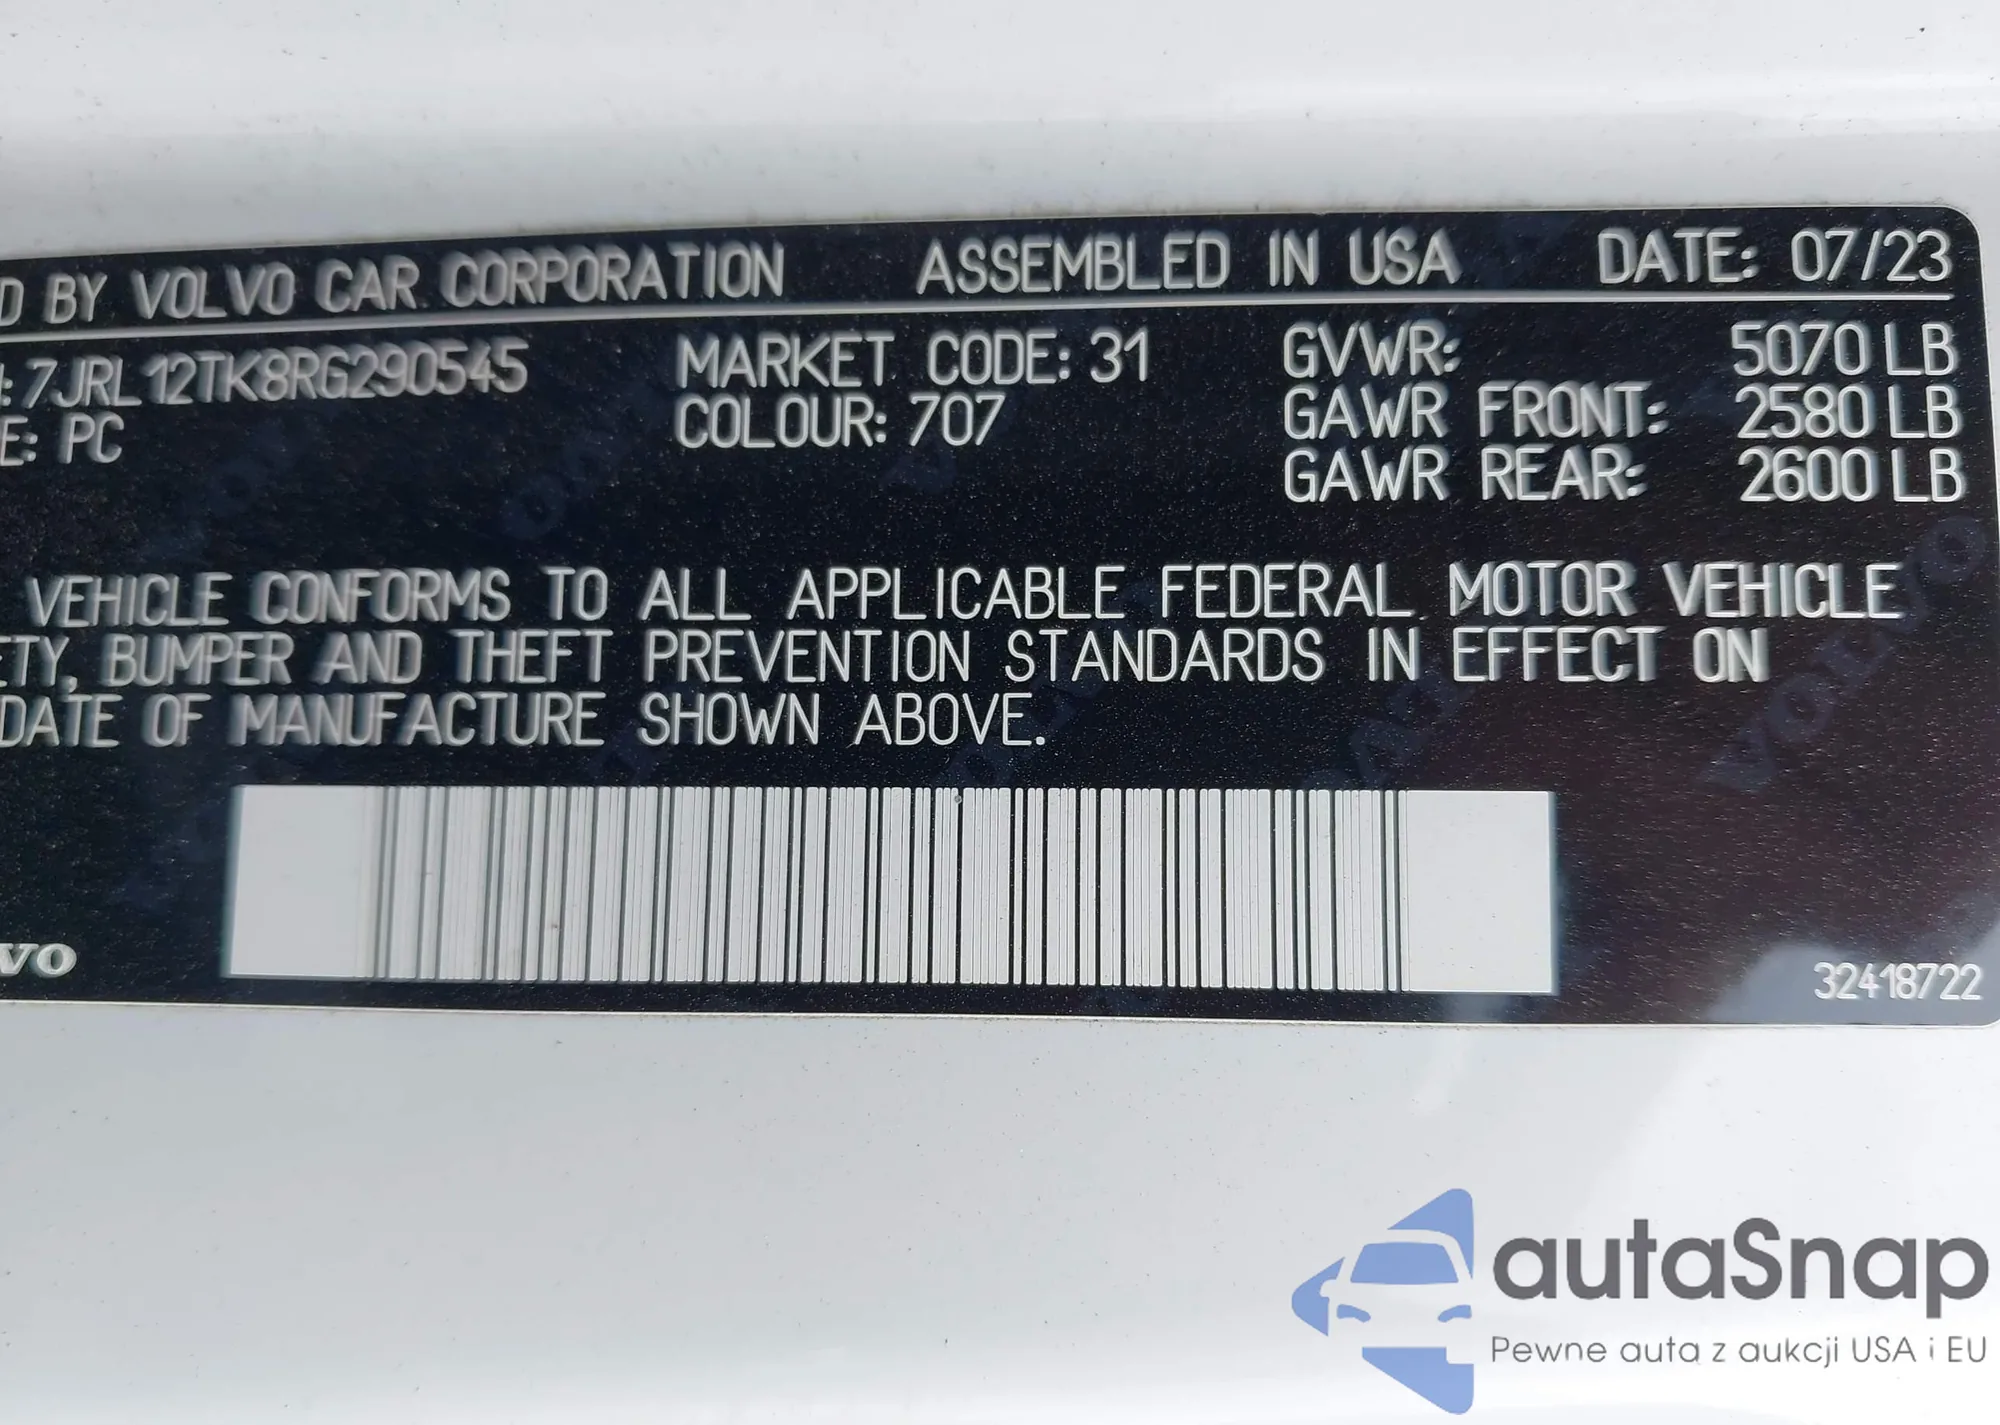 D BY VOLVO CAR CORPORATION ASSEMBLED IN USA DATE: 07/23
: 7JRL12TK8RG290545 MARKET CODE: 31 GVWR: 5070 LB
E: PC COLOUR: 707 GAWR FRONT: 2580 LB
GAWR REAR: 2600 LB
VEHICLE CONFORMS TO ALL APPLICABLE FEDERAL MOTOR VEHICLE
ETY, BUMPER AND THEFT PREVENTION STANDARDS IN EFFECT ON
DATE OF MANUFACTURE SHOWN ABOVE.
VO
32418722
autaSnap
Pewne auta z aukcji USA i EU